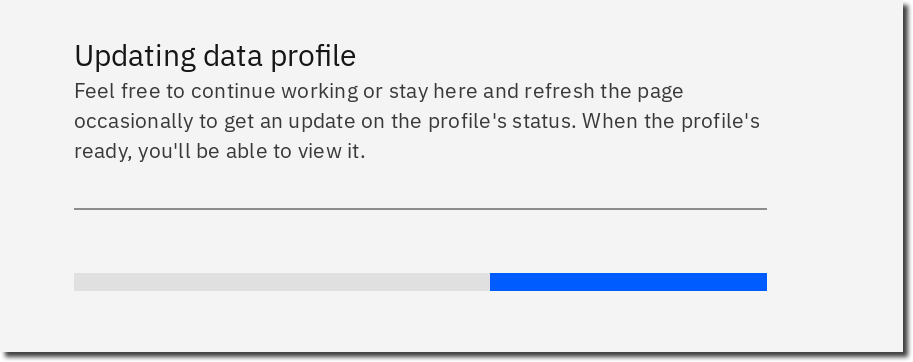 Updating data profile
Feel free to continue working or stay here and refresh the page
occasionally to get an update on the profile's status. When the profile's
ready, you'll be able to view it.